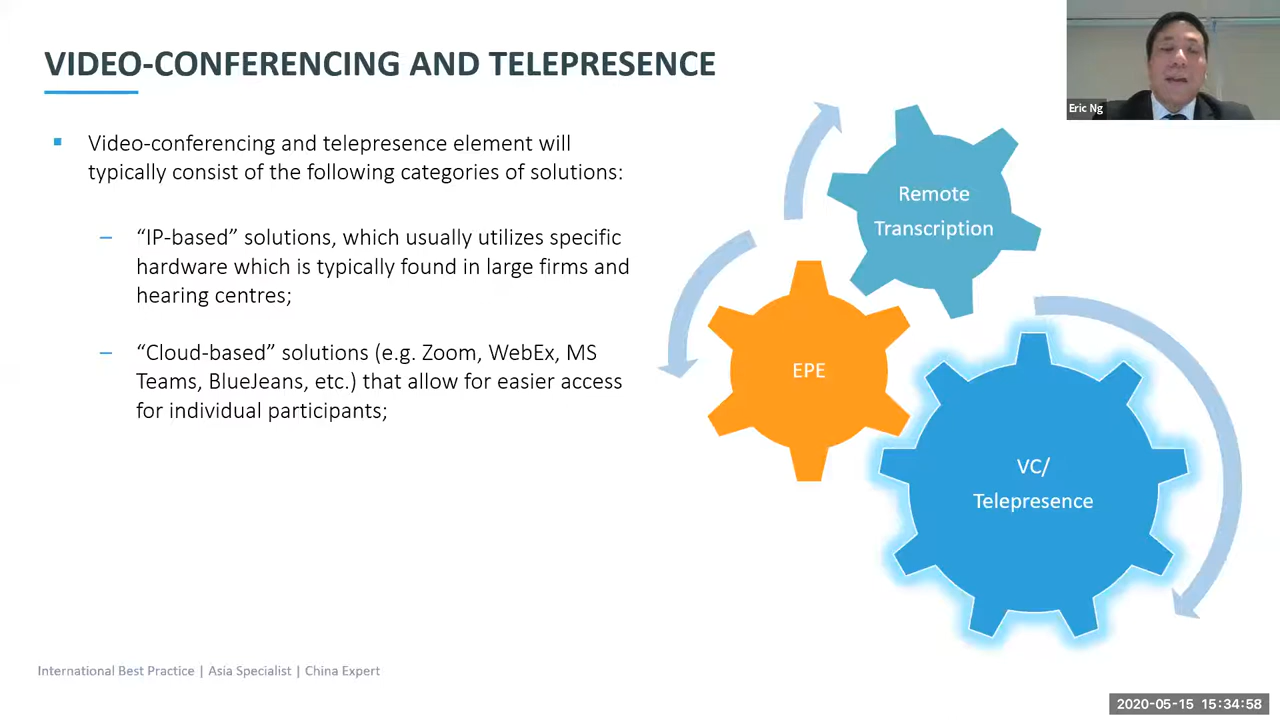 VIDEO-CONFERENCING AND TELEPRESENCE
Eric Ng
▪ Video-conferencing and telepresence element will
typically consist of the following categories of solutions:
– “IP-based” solutions, which usually utilizes specific
hardware which is typically found in large firms and
hearing centres;
– “Cloud-based” solutions (e.g. Zoom, WebEx, MS
Teams, BlueJeans, etc.) that allow for easier access
for individual participants;
Remote
Transcription
EPE
VC/
Telepresence
International Best Practice | Asia Specialist | China Expert
2020-05-15 15:34:58